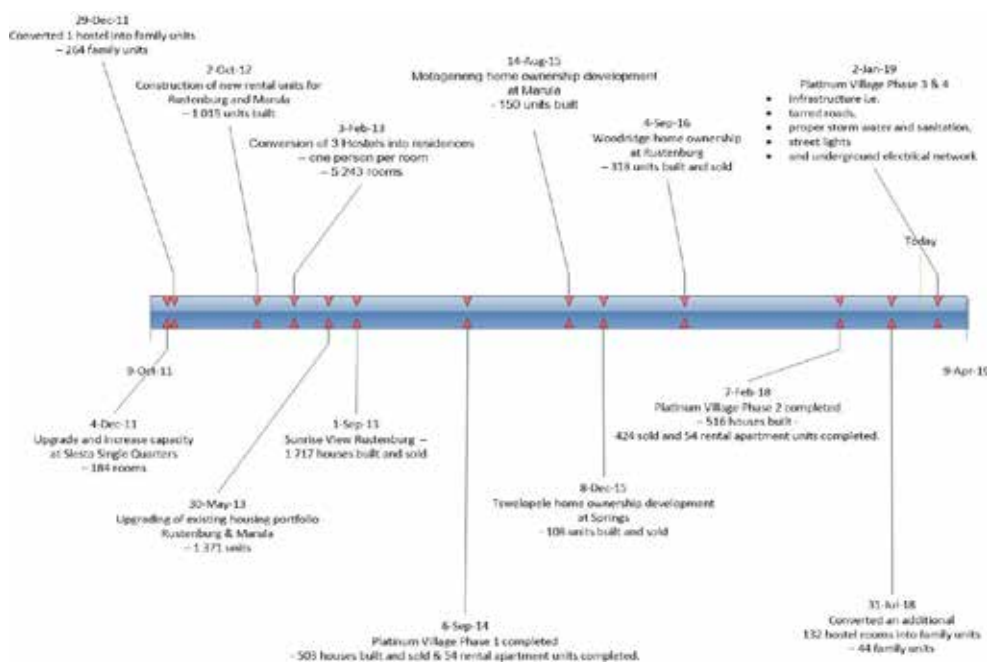 29-Dec-11
Converted 1 hostel into family units
– 264 family units
2-Oct-12
Construction of new rental units for
Rustenburg and Marula
– 1 015 units built
3-Feb-13
Conversion of 3 Hostels into residences
– one person per room
– 5 243 rooms
14-Aug-15
Motaganeng home ownership development
at Marula
- 150 units built
4-Sep-16
Woodridge home ownership
at Rustenburg
– 318 units built and sold
2-Jan-19
Platinum Village Phase 3 & 4
• Infrastructure i.e.
• tarred roads,
• proper storm water and sanitation,
• street lights
• and underground electrical network
Today
9-Oct-11
9-Apr-19
4-Dec-11
Upgrade and increase capacity
at Siesta Single Quarters
– 184 rooms
30-May-13
Upgrading of existing housing portfolio
Rustenburg & Marula
– 1 371 units
1-Sep-13
Sunrise View Rustenburg –
1 717 houses built and sold
6-Sep-14
Platinum Village Phase 1 completed
- 503 houses built and sold & 54 rental apartment units completed.
8-Dec-15
home ownership development
at Springs
- 108 units built and sold
7-Feb-18
Platinum Village Phase 2 completed
– 516 houses built -
424 sold and 54 rental apartment units completed.
31-Jul-18
Converted an additional
132 hostel rooms into family units
– 44 family units